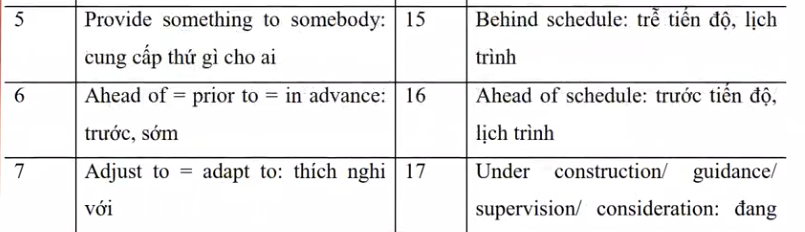 5 Provide something to somebody: 15 Behind schedule: trễ tiến độ, lịch
cung cấp thứ gì cho ai trình
6 Ahead of = prior to = in advance: 16 Ahead of schedule: trước tiến độ,
trước, sớm lịch trình
7 Adjust to = adapt to: thích nghi 17 Under construction/ guidance/
với supervision/ consideration: đang